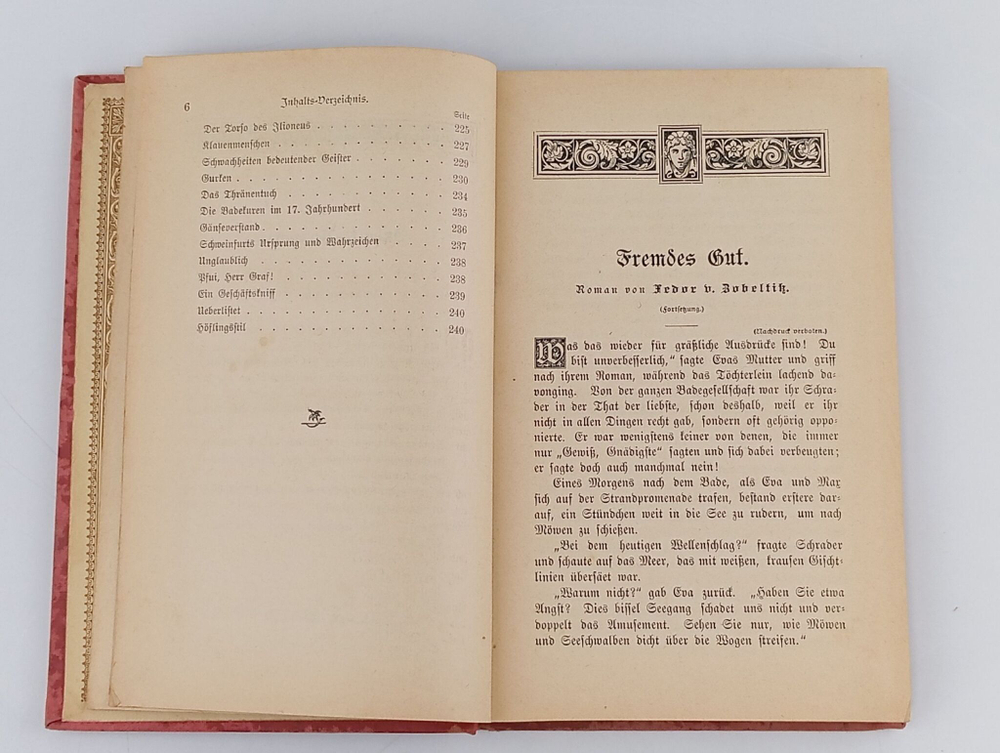 6
Inhalts-Verzeichnis.
Seite
Der Torso des Ilioneus . . . . . . . . . . 225
Klauenmenschen . . . . . . . . . . 227
Schwachheiten bedeutender Geister . . . . . . 229
Gurken . . . . . . . . . . . . 230
Das Thränentuch . . . . . . . . . . 234
Die Badekuren im 17. Jahrhundert . . . . . 235
Gänseverstand . . . . . . . . . . . 236
Schweinfurts Ursprung und Wahrzeichen . . . . 237
Unglaublich . . . . . . . . . . . 238
Pfui, Herr Graf! . . . . . . . . . . 238
Ein Geschäftskniff . . . . . . . . . . 239
Ueberlistet . . . . . . . . . . . 240
Höflingsstil . . . . . . . . . . . 240
Fremdes Gut.
Roman von Fedor v. Zobeltitz.
(Fortsetzung.)
(Nachdruck verboten.)
Was das wieder für gräßliche Ausdrücke sind! Du
bist unverbesserlich,“ sagte Evas Mutter und griff
nach ihrem Roman, während das Töchterlein lachend da-
vonging. Von der ganzen Badegesellschaft war ihr Schra-
der in der That der liebste, schon deshalb, weil er ihr
nicht in allen Dingen recht gab, sondern oft gehörig oppo-
nierte. Er war wenigstens keiner von denen, die immer
nur „Gewiß, Gnädigste“ sagten und sich dabei verbeugten;
er sagte doch auch manchmal nein!
Eines Morgens nach dem Bade, als Eva und Max
sich auf der Strandpromenade trafen, bestand erstere dar-
auf, ein Stündchen weit in die See zu rudern, um nach
Möwen zu schießen.
„Bei dem heutigen Wellenschlag?“ fragte Schrader
und schaute auf das Meer, das mit weißen, krausen Gischt-
linien übersäet war.
„Warum nicht?“ gab Eva zurück. „Haben Sie etwa
Angst? Dies bissel Seegang schadet uns nicht und ver-
doppelt das Amusement. Sehen Sie nur, wie Möwen
und Seeschwalben dicht über die Wogen streifen.“